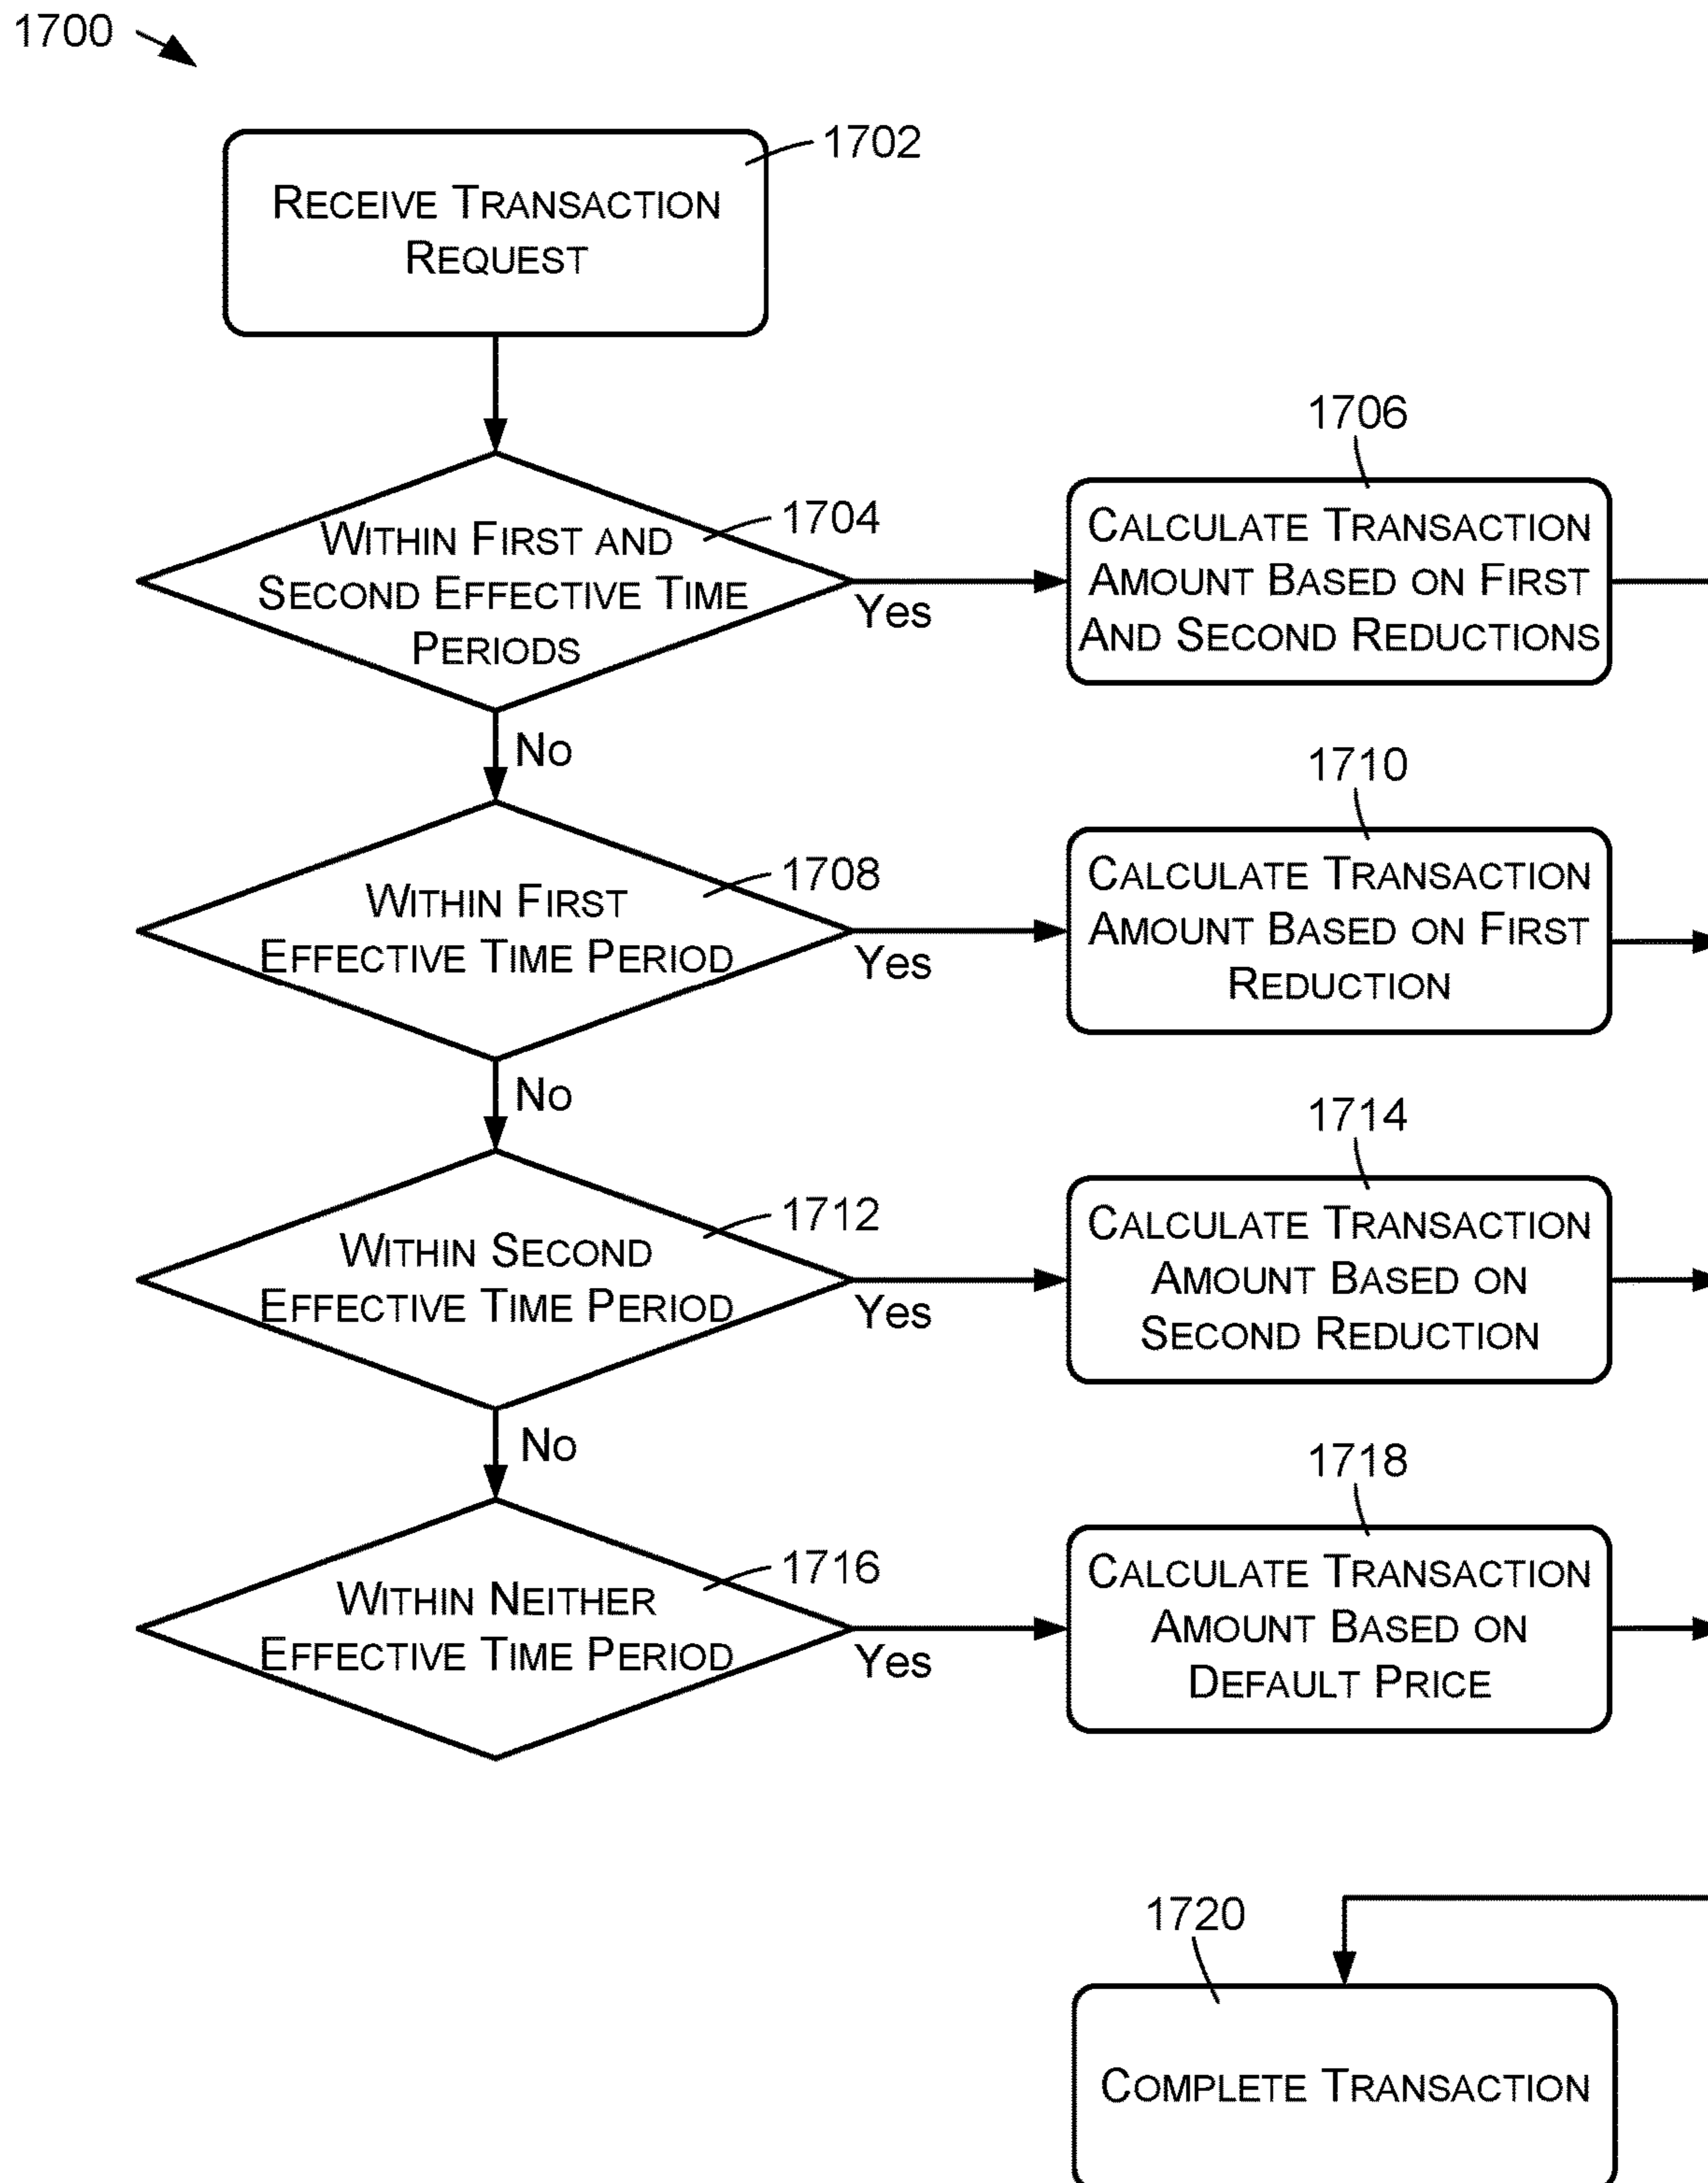 1700
1702
RECEIVE TRANSACTION
REQUEST
1704
WITHIN FIRST AND
SECOND EFFECTIVE TIME
PERIODS
Yes
No
1706
CALCULATE TRANSACTION
AMOUNT BASED ON FIRST
AND SECOND REDUCTIONS
1708
WITHIN FIRST
EFFECTIVE TIME PERIOD
Yes
No
1710
CALCULATE TRANSACTION
AMOUNT BASED ON FIRST
REDUCTION
1712
WITHIN SECOND
EFFECTIVE TIME PERIOD
Yes
No
1714
CALCULATE TRANSACTION
AMOUNT BASED ON
SECOND REDUCTION
1716
WITHIN NEITHER
EFFECTIVE TIME PERIOD
Yes
1718
CALCULATE TRANSACTION
AMOUNT BASED ON
DEFAULT PRICE
1720
COMPLETE TRANSACTION